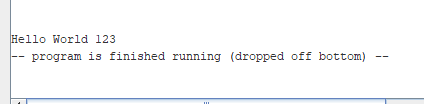 Hello World 123
-- program is finished running (dropped off bottom) --